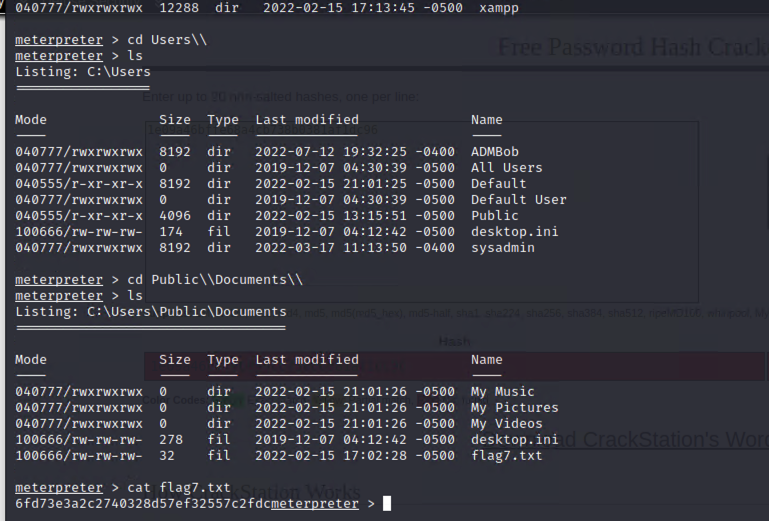 040777/rwxrwxrwx 12288 dir 2022-02-15 17:13:45 -0500 xampp
meterpreter > cd Users\\
meterpreter > ls
Listing: C:\Users
Free Password Hash Crack
Enter up to 20 non-salted hashes, one per line:
Mode Size Type Last modified Name
040777/rwxrwxrwx 8192 dir 2022-07-12 19:32:25 -0400 ADMBob
040777/rwxrwxrwx 0 dir 2019-12-07 04:30:39 -0500 All Users
040555/r-xr-xr-x 8192 dir 2022-02-15 21:01:25 -0500 Default
040777/rwxrwxrwx 0 dir 2019-12-07 04:30:39 -0500 Default User
040555/r-xr-xr-x 4096 dir 2022-02-15 13:15:51 -0500 Public
100666/rw-rw-rw- 174 fil 2019-12-07 04:12:42 -0500 desktop.ini
040777/rwxrwxrwx 8192 dir 2022-03-17 11:13:50 -0400 sysadmin
meterpreter > cd Public\\Documents\\
meterpreter > ls
Listing: C:\Users\Public\Documents
Hash
Mode Size Type Last modified Name
040777/rwxrwxrwx 0 dir 2022-02-15 21:01:26 -0500 My Music
040777/rwxrwxrwx 0 dir 2022-02-15 21:01:26 -0500 My Pictures
040777/rwxrwxrwx 0 dir 2022-02-15 21:01:26 -0500 My Videos
100666/rw-rw-rw- 278 fil 2019-12-07 04:12:42 -0500 desktop.ini
100666/rw-rw-rw- 32 fil 2022-02-15 17:02:28 -0500 flag7.txt
CrackStation's Wor
meterpreter > cat flag7.txt
6fd73e3a2c2740328d57ef32557c2fdcmeterpreter >
CrackStation Works